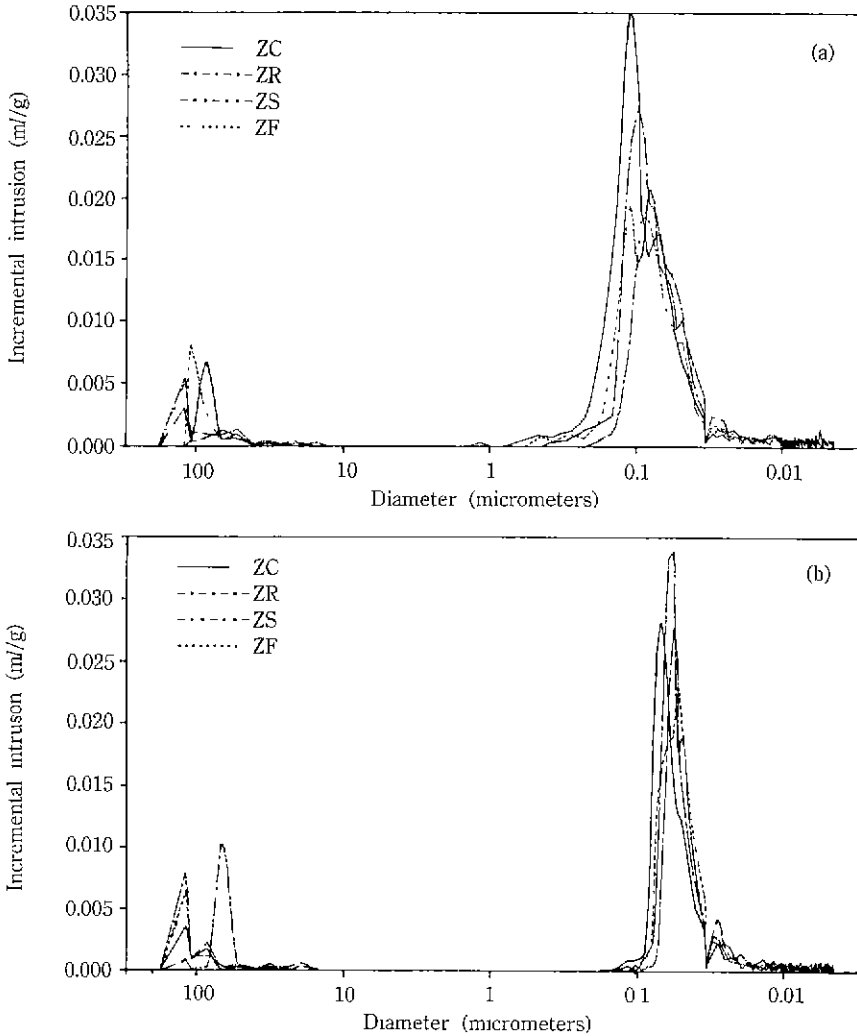 0.035
0.030
0.025
0.020
0.015
0.010
0.005
0.000
Incremental intrusion (ml/g)
ZC
ZR
ZS
ZF
(a)
100
10
1
0.1
0.01
Diameter (micrometers)
0.035
0.030
0.025
0.020
0.015
0.010
0.005
0.000
Incremental intruson (ml/g)
ZC
ZR
ZS
ZF
(b)
100
10
1
0.1
0.01
Diameter (micrometers)